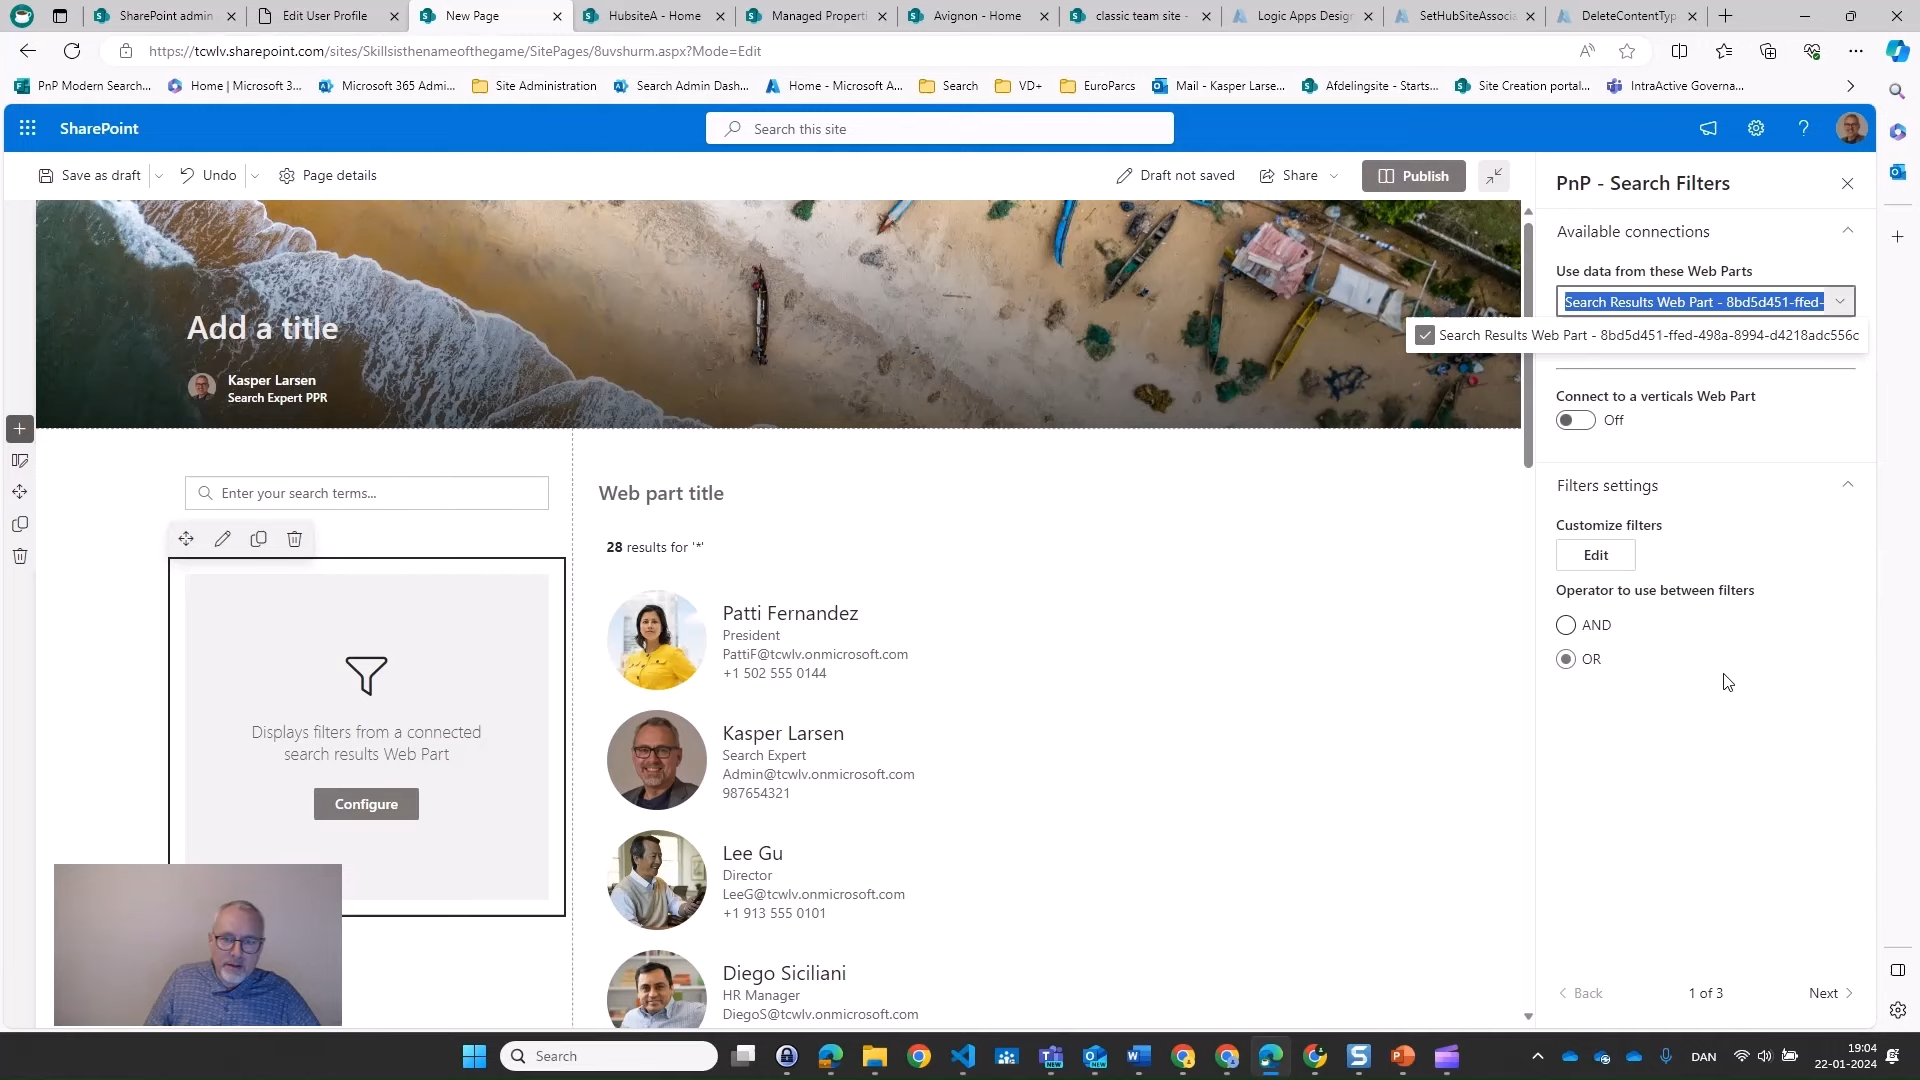 SharePoint admin
Edit User Profile
New Page
HubsiteA - Home
Managed Properti
Avignon - Home
classic team site -
Logic Apps Design
SetHubSiteAssocia
DeleteContentTyp
https://tcwlv.sharepoint.com/sites/Skillsisthenameofthegame/SitePages/8uvshurm.aspx?Mode=Edit
PnP Modern Search...
Home | Microsoft 3...
Microsoft 365 Admi...
Site Administration
Search Admin Dash...
Home - Microsoft A...
Search
VD+
EuroParcs
Mail - Kasper Larse...
Afdelingsite - Starts...
Site Creation portal...
IntraActive Governa...
SharePoint
Search this site
Save as draft
Undo
Page details
Draft not saved
Share
Publish
Add a title
Kasper Larsen
Search Expert PPR
Enter your search terms...
Displays filters from a connected
search results Web Part
Configure
Web part title
28 results for '*'
Patti Fernandez
President
PattiF@tcwlv.onmicrosoft.com
+1 502 555 0144
Kasper Larsen
Search Expert
Admin@tcwlv.onmicrosoft.com
987654321
Lee Gu
Director
LeeG@tcwlv.onmicrosoft.com
+1 913 555 0101
Diego Siciliani
HR Manager
DiegoS@tcwlv.onmicrosoft.com
PnP - Search Filters
Available connections
Use data from these Web Parts
Search Results Web Part - 8bd5d451-ffed-
Search Results Web Part - 8bd5d451-ffed-498a-8994-d4218adc556c
Connect to a verticals Web Part
Off
Filters settings
Customize filters
Edit
Operator to use between filters
AND
OR
Back
1 of 3
Next
Search
DAN
19:04
22-01-2024